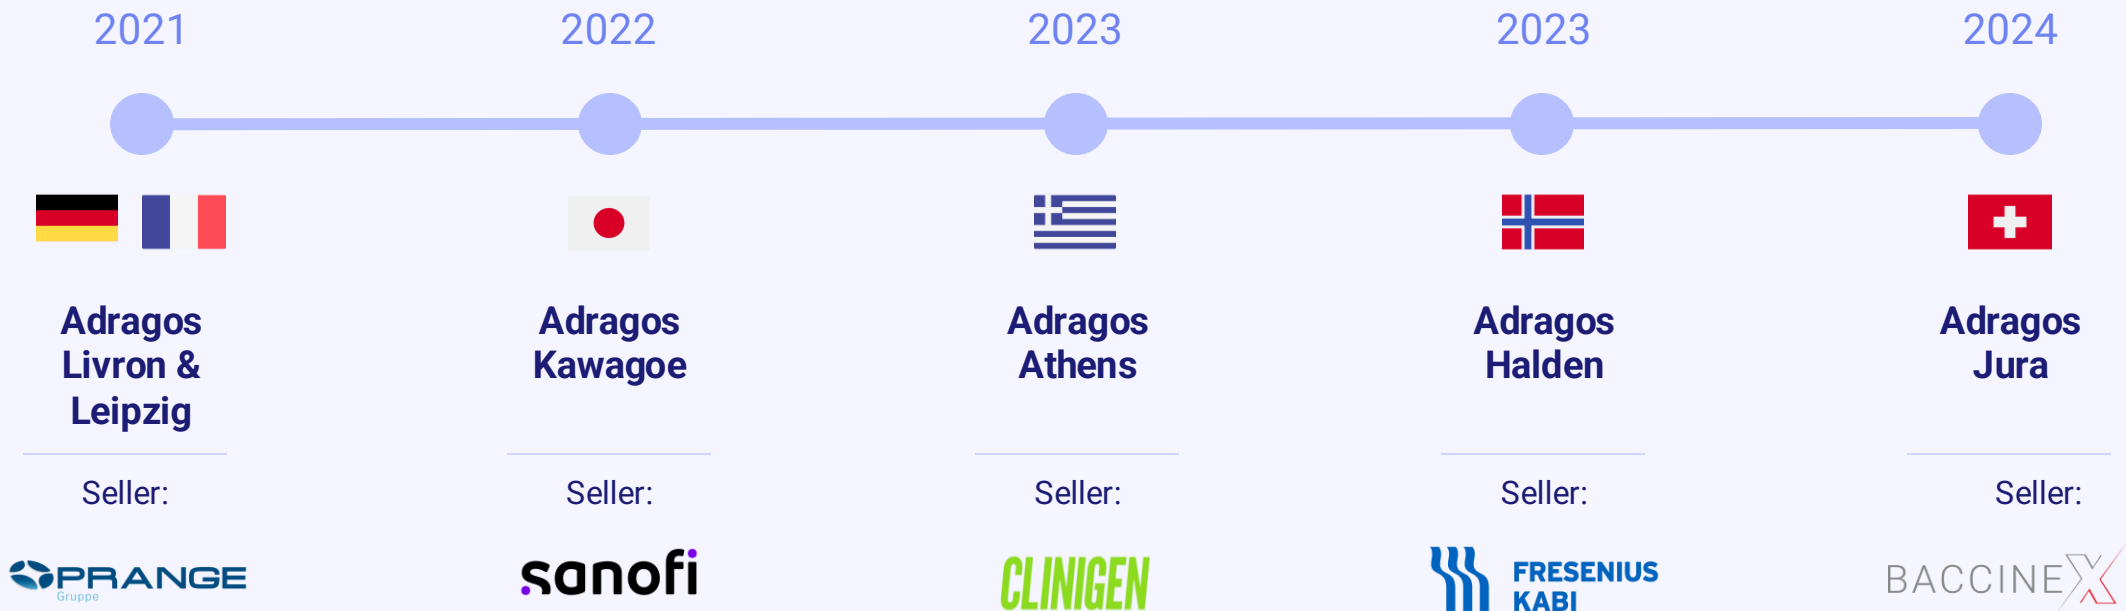 2021
2022
2023
2023
2024
Adragos
Livron &
Leipzig
Adragos
Kawagoe
Adragos
Athens
Adragos
Halden
Adragos
Jura
Seller:
Seller:
Seller:
Seller:
Seller:
PRANGE
Gruppe
sanofi
CLINIGEN
FRESENIUS
KABI
BACCINEX